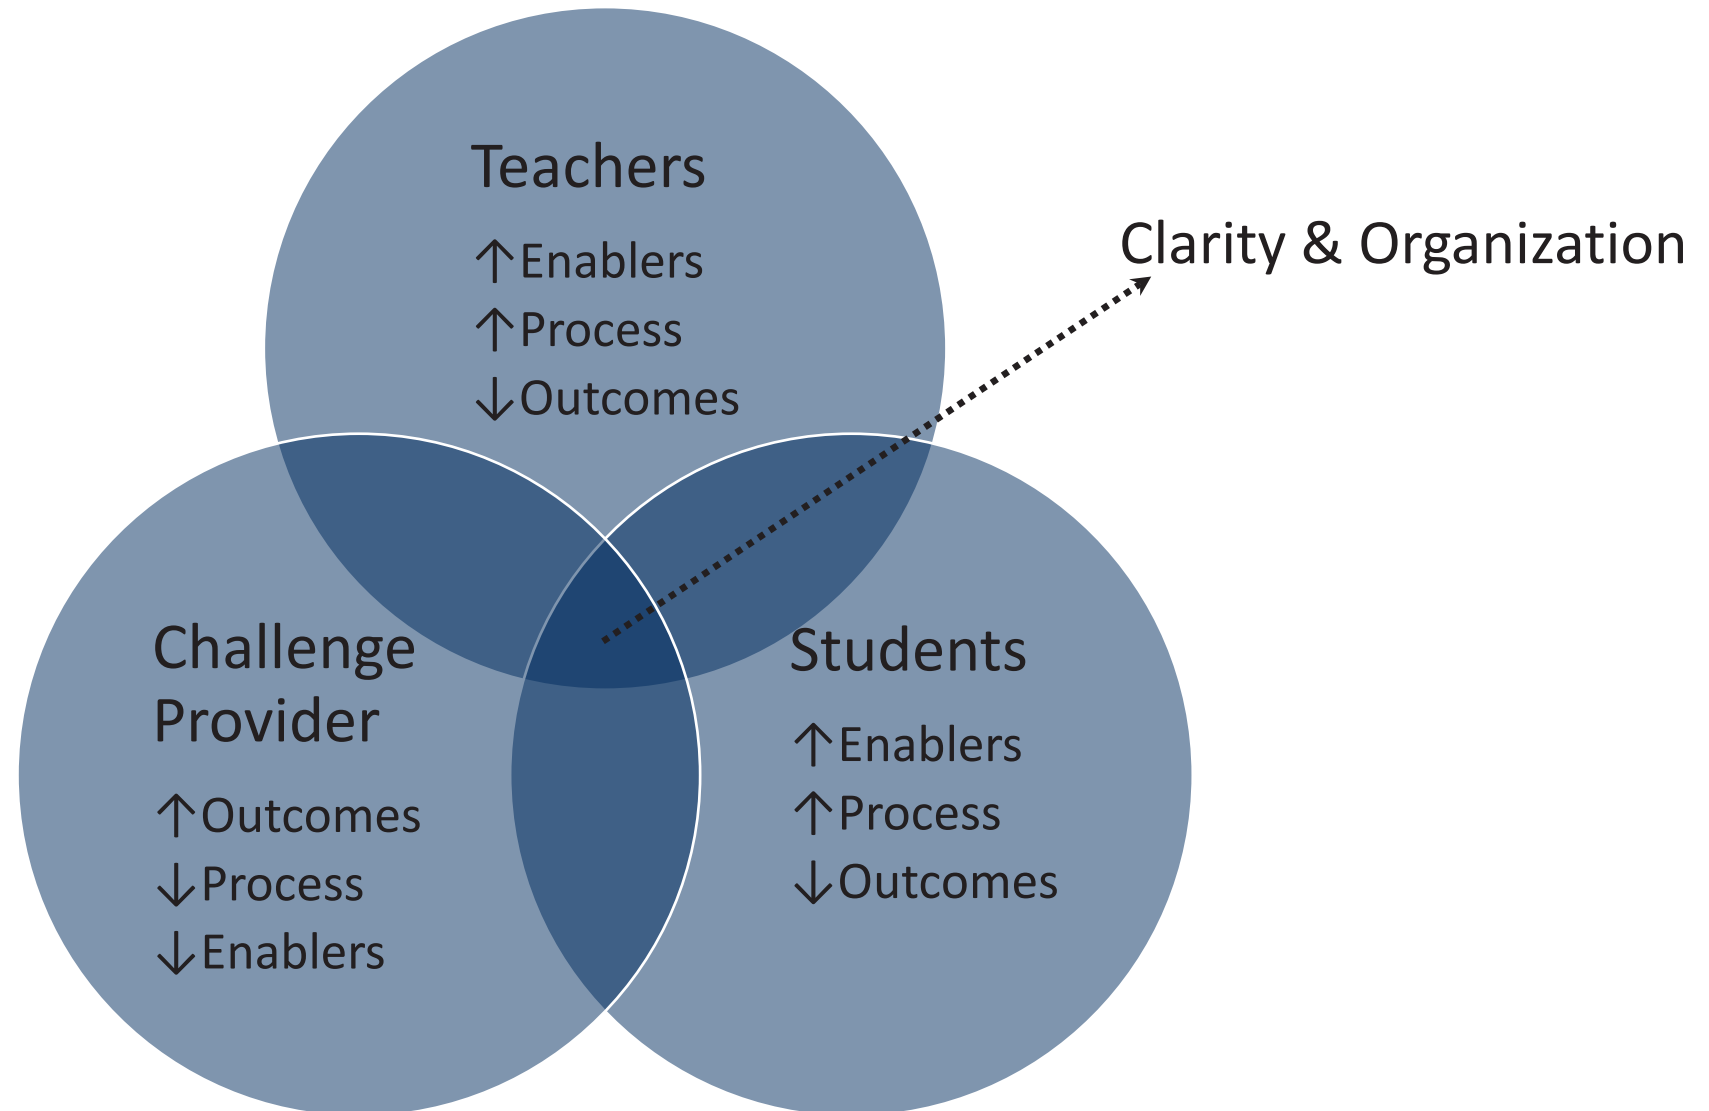 Teachers
↑Enablers
↑Process
↓Outcomes
Clarity & Organization
Challenge
Provider
↑Outcomes
↓Process
↓Enablers
Students
↑Enablers
↑Process
↓Outcomes